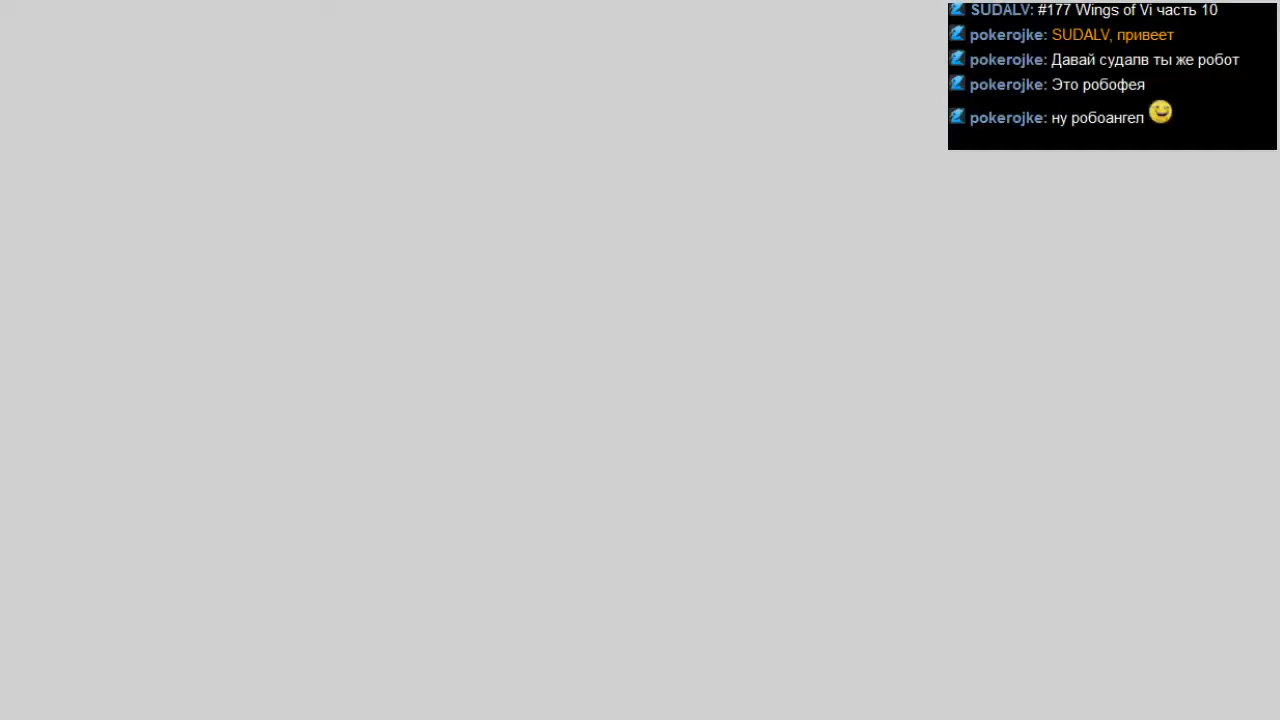 SUDALV: #177 Wings of Vi часть 10
pokerojke: SUDALV, привеет
pokerojke: Давай судалв ты же робот
pokerojke: Это робофея
pokerojke: ну робоангел